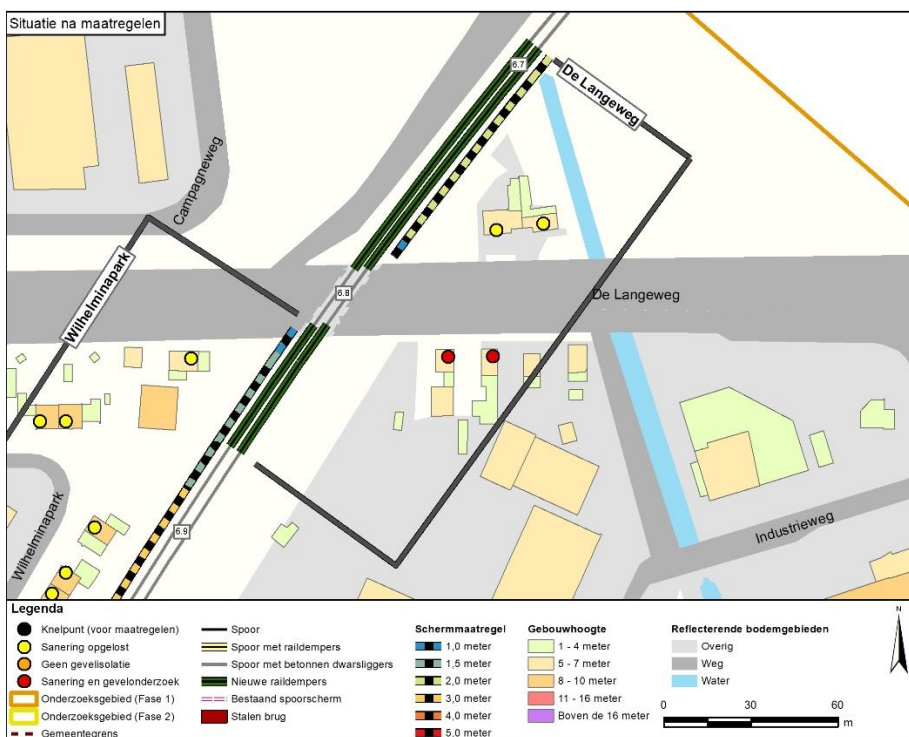 Situatie na maatregelen
6.7
De Langeweg
Campagneweg
Wilhelminapark
6.8
De Langeweg
Wilhelminapark
6.9
Industrieweg
Legenda
Knelpunt (voor maatregelen)
Sanering opgelost
Geen gevelisolatie
Sanering en gevelonderzoek
Onderzoeksgebied (Fase 1)
Onderzoeksgebied (Fase 2)
Gemeentegrens
Spoor
Spoor met raildempers
Spoor met betonnen dwarsliggers
Nieuwe raildempers
Bestaand spoorscherm
Stalen brug
Schermmaatregel
1,0 meter
1,5 meter
2,0 meter
3,0 meter
4,0 meter
5,0 meter
Gebouwhoogte
1 - 4 meter
5 - 7 meter
8 - 10 meter
11 - 16 meter
Boven de 16 meter
Reflecterende bodemgebieden
Overig
Weg
Water
N
0 30 60
m